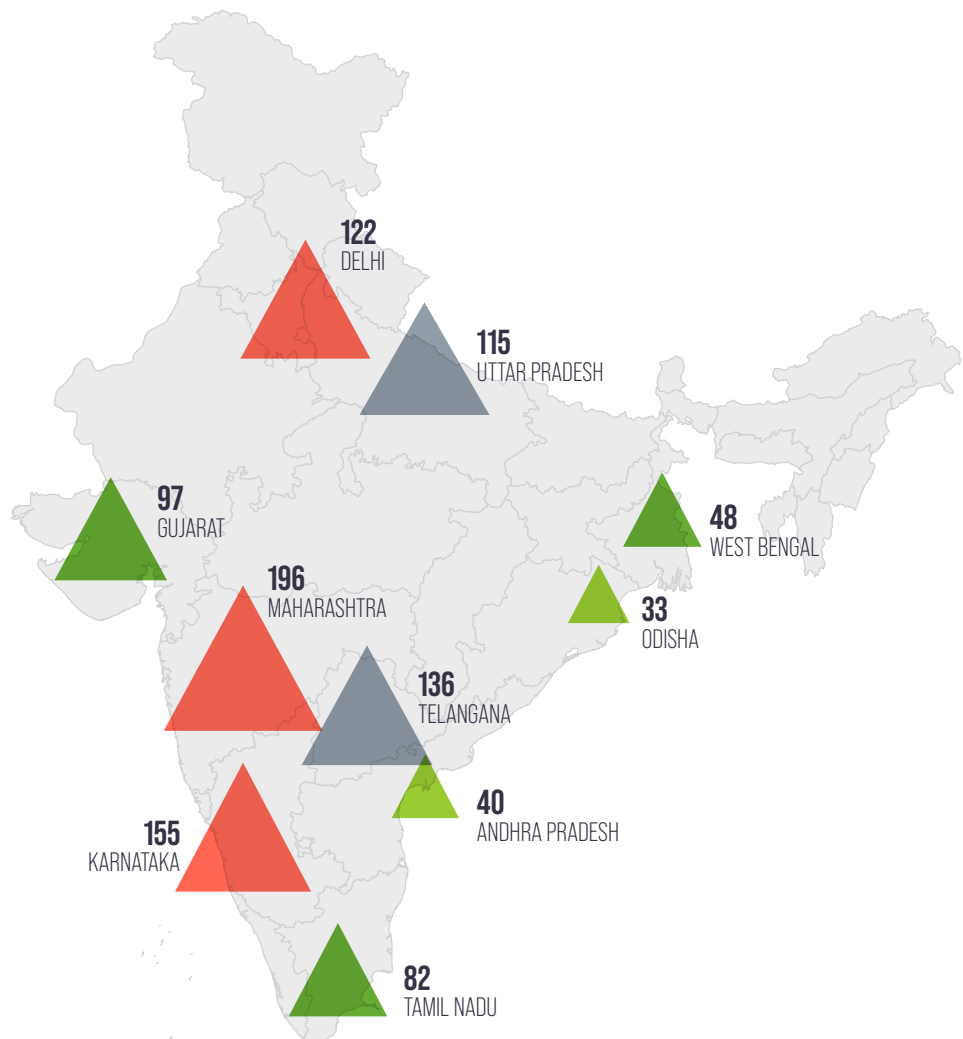 122
DELHI
115
UTTAR PRADESH
97
GUJARAT
48
WEST BENGAL
196
MAHARASHTRA
33
ODISHA
136
TELANGANA
40
ANDHRA PRADESH
155
KARNATAKA
82
TAMIL NADU